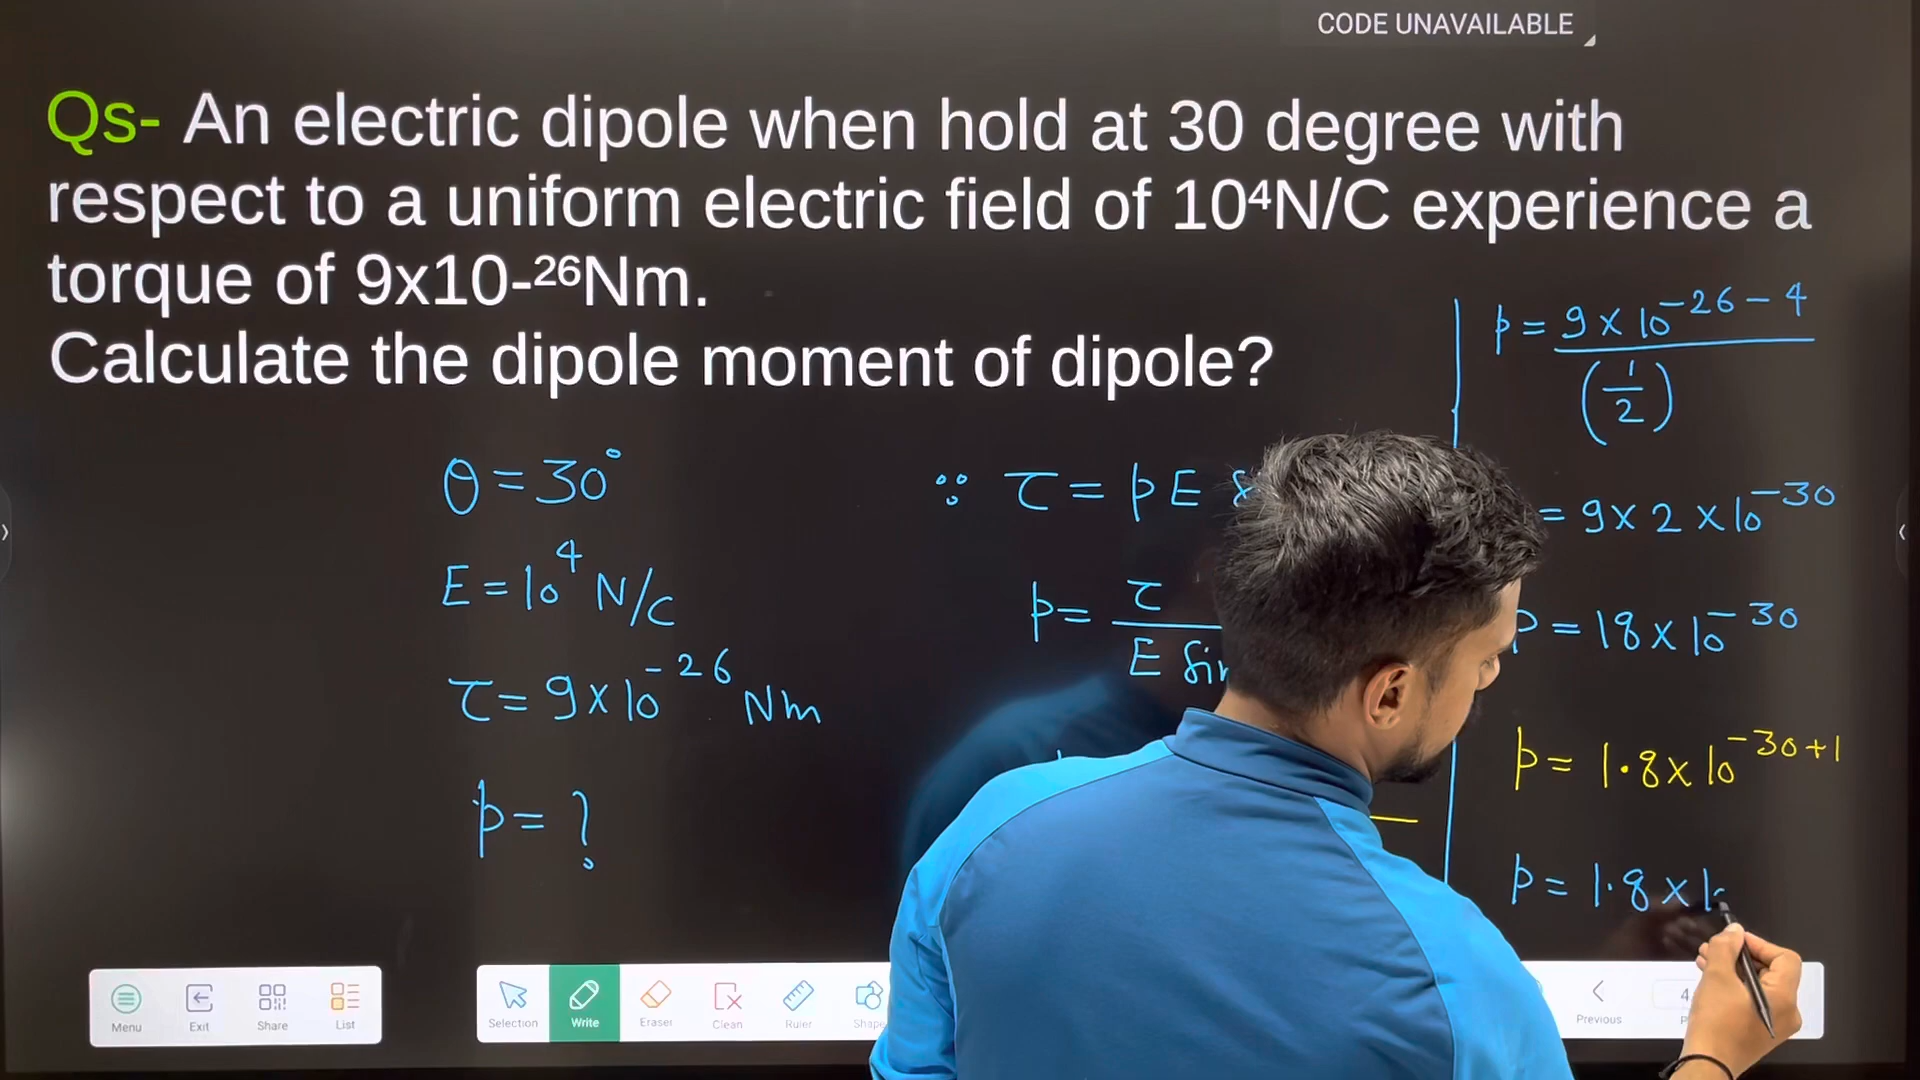 CODE UNAVAILABLE
Qs- An electric dipole when hold at 30 degree with
respect to a uniform electric field of 10⁴N/C experience a
torque of 9x10-²⁶Nm.
Calculate the dipole moment of dipole?
θ = 30°
E = 10⁴ N/C
τ = 9 × 10⁻²⁶ Nm
p = ?
∵ τ = p E
p = τ / E
p = 9 × 10⁻²⁶⁻⁴ / (1/2)
= 9 × 2 × 10⁻³⁰
p = 18 × 10⁻³⁰
p = 1.8 × 10⁻³⁰⁺¹
p = 1.8 ×
Menu
Exit
Share
List
Selection
Write
Eraser
Clean
Ruler
Shape
Previous
4